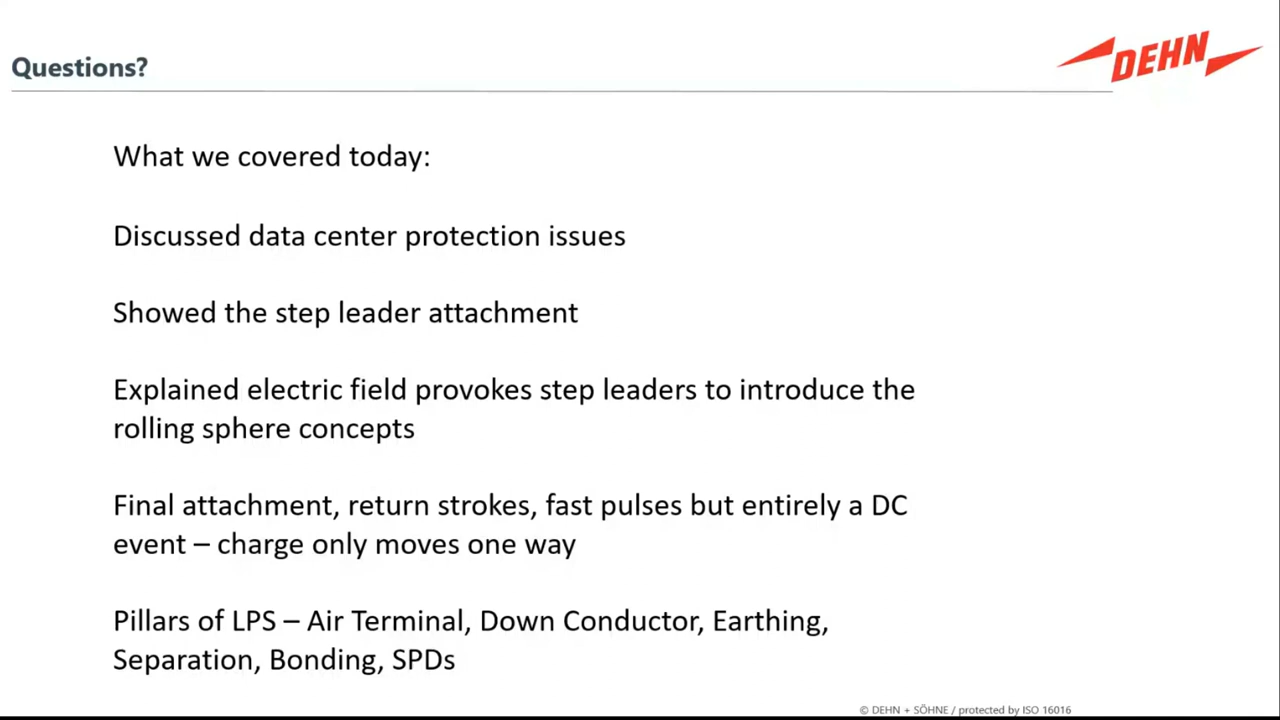 Questions?
DEHN
What we covered today:
Discussed data center protection issues
Showed the step leader attachment
Explained electric field provokes step leaders to introduce the
rolling sphere concepts
Final attachment, return strokes, fast pulses but entirely a DC
event – charge only moves one way
Pillars of LPS – Air Terminal, Down Conductor, Earthing,
Separation, Bonding, SPDs
© DEHN + SÖHNE / protected by ISO 16016